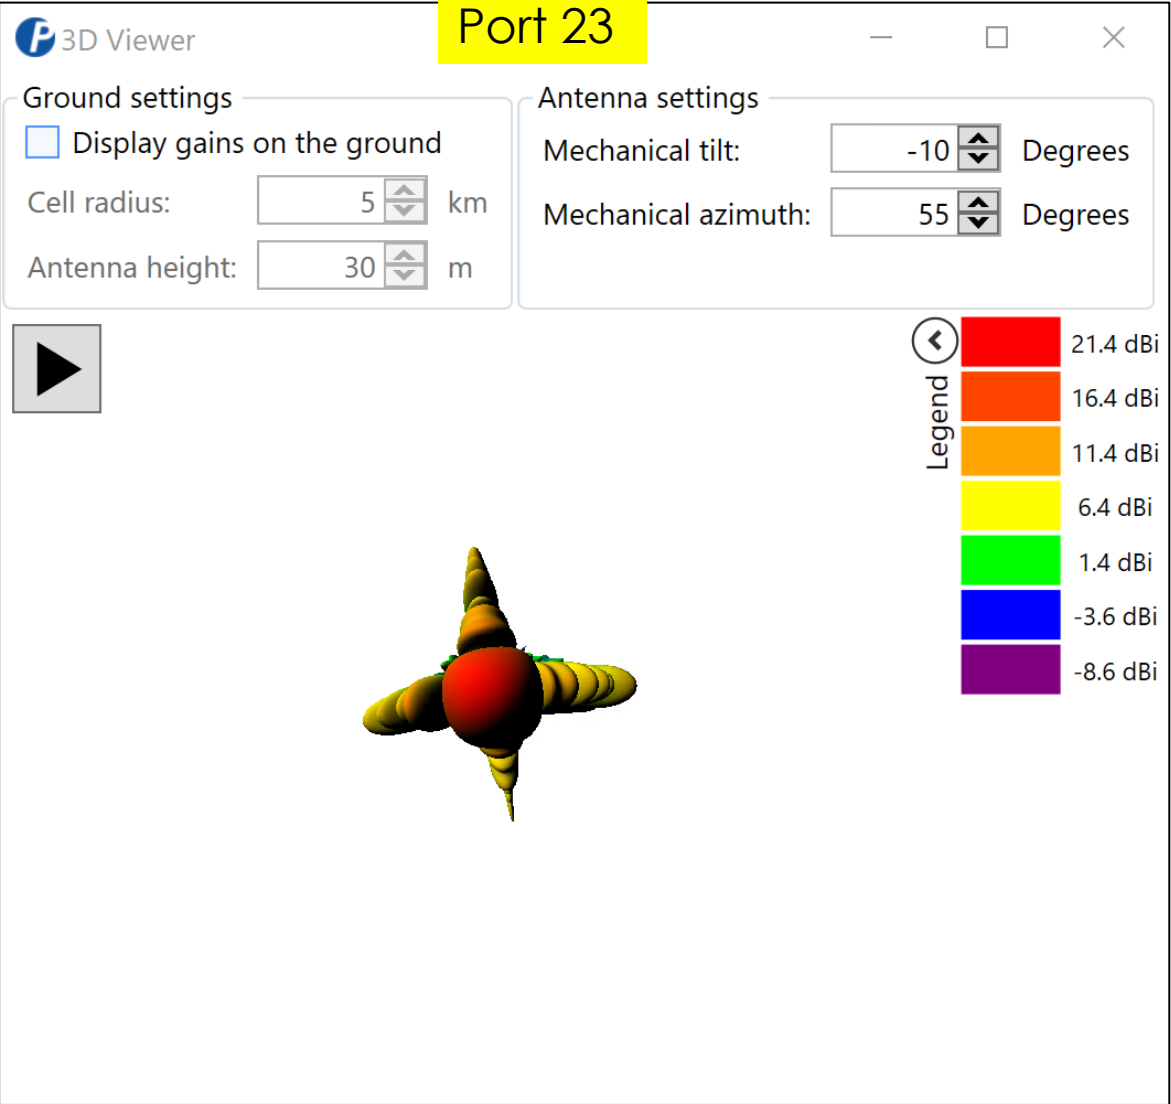 Port 23
3D Viewer
Ground settings
Display gains on the ground
Cell radius: 5 km
Antenna height: 30 m
Antenna settings
Mechanical tilt: -10 Degrees
Mechanical azimuth: 55 Degrees
Legend
21.4 dBi
16.4 dBi
11.4 dBi
6.4 dBi
1.4 dBi
-3.6 dBi
-8.6 dBi